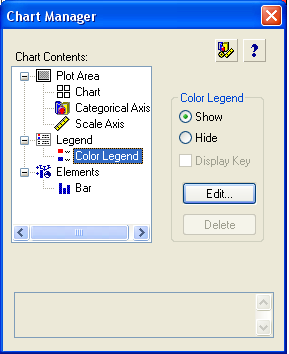 Chart Manager
Chart Contents:
?
Plot Area
Chart
Categorical Axis
Scale Axis
Legend
Color Legend
Elements
Bar
Color Legend
Show
Hide
Display Key
Edit...
Delete